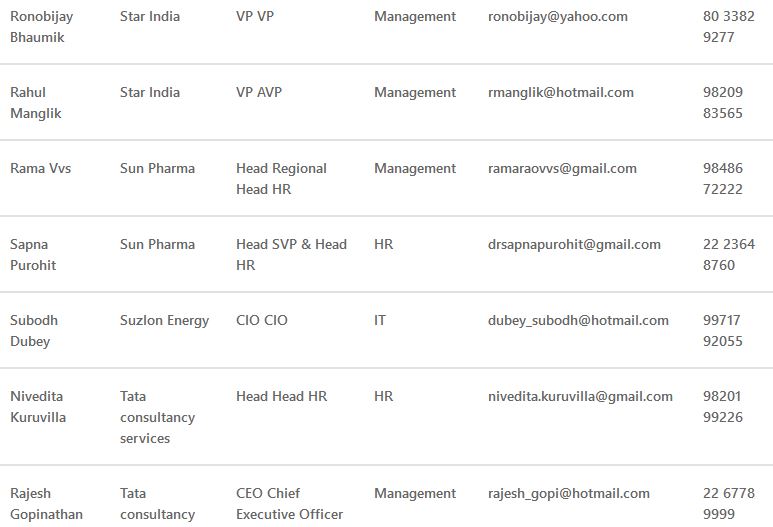 Ronobijay Star India VP VP Management ronobijay@yahoo.com 80 3382
Bhaumik 9277
Rahul Star India VP AVP Management rmanglik@hotmail.com 98209
Manglik 83565
Rama Vvs Sun Pharma Head Regional Management ramaraovvs@gmail.com 98486
Head HR 72222
Sapna Sun Pharma Head SVP & Head HR drsapnapurohit@gmail.com 22 2364
Purohit HR 8760
Subodh Suzlon Energy CIO CIO IT dubey_subodh@hotmail.com 99717
Dubey 92055
Nivedita Tata Head Head HR HR nivedita.kuruvilla@gmail.com 98201
Kuruvilla consultancy 99226
services
Rajesh Tata CEO Chief Management rajesh_gopi@hotmail.com 22 6778
Gopinathan consultancy Executive Officer 9999